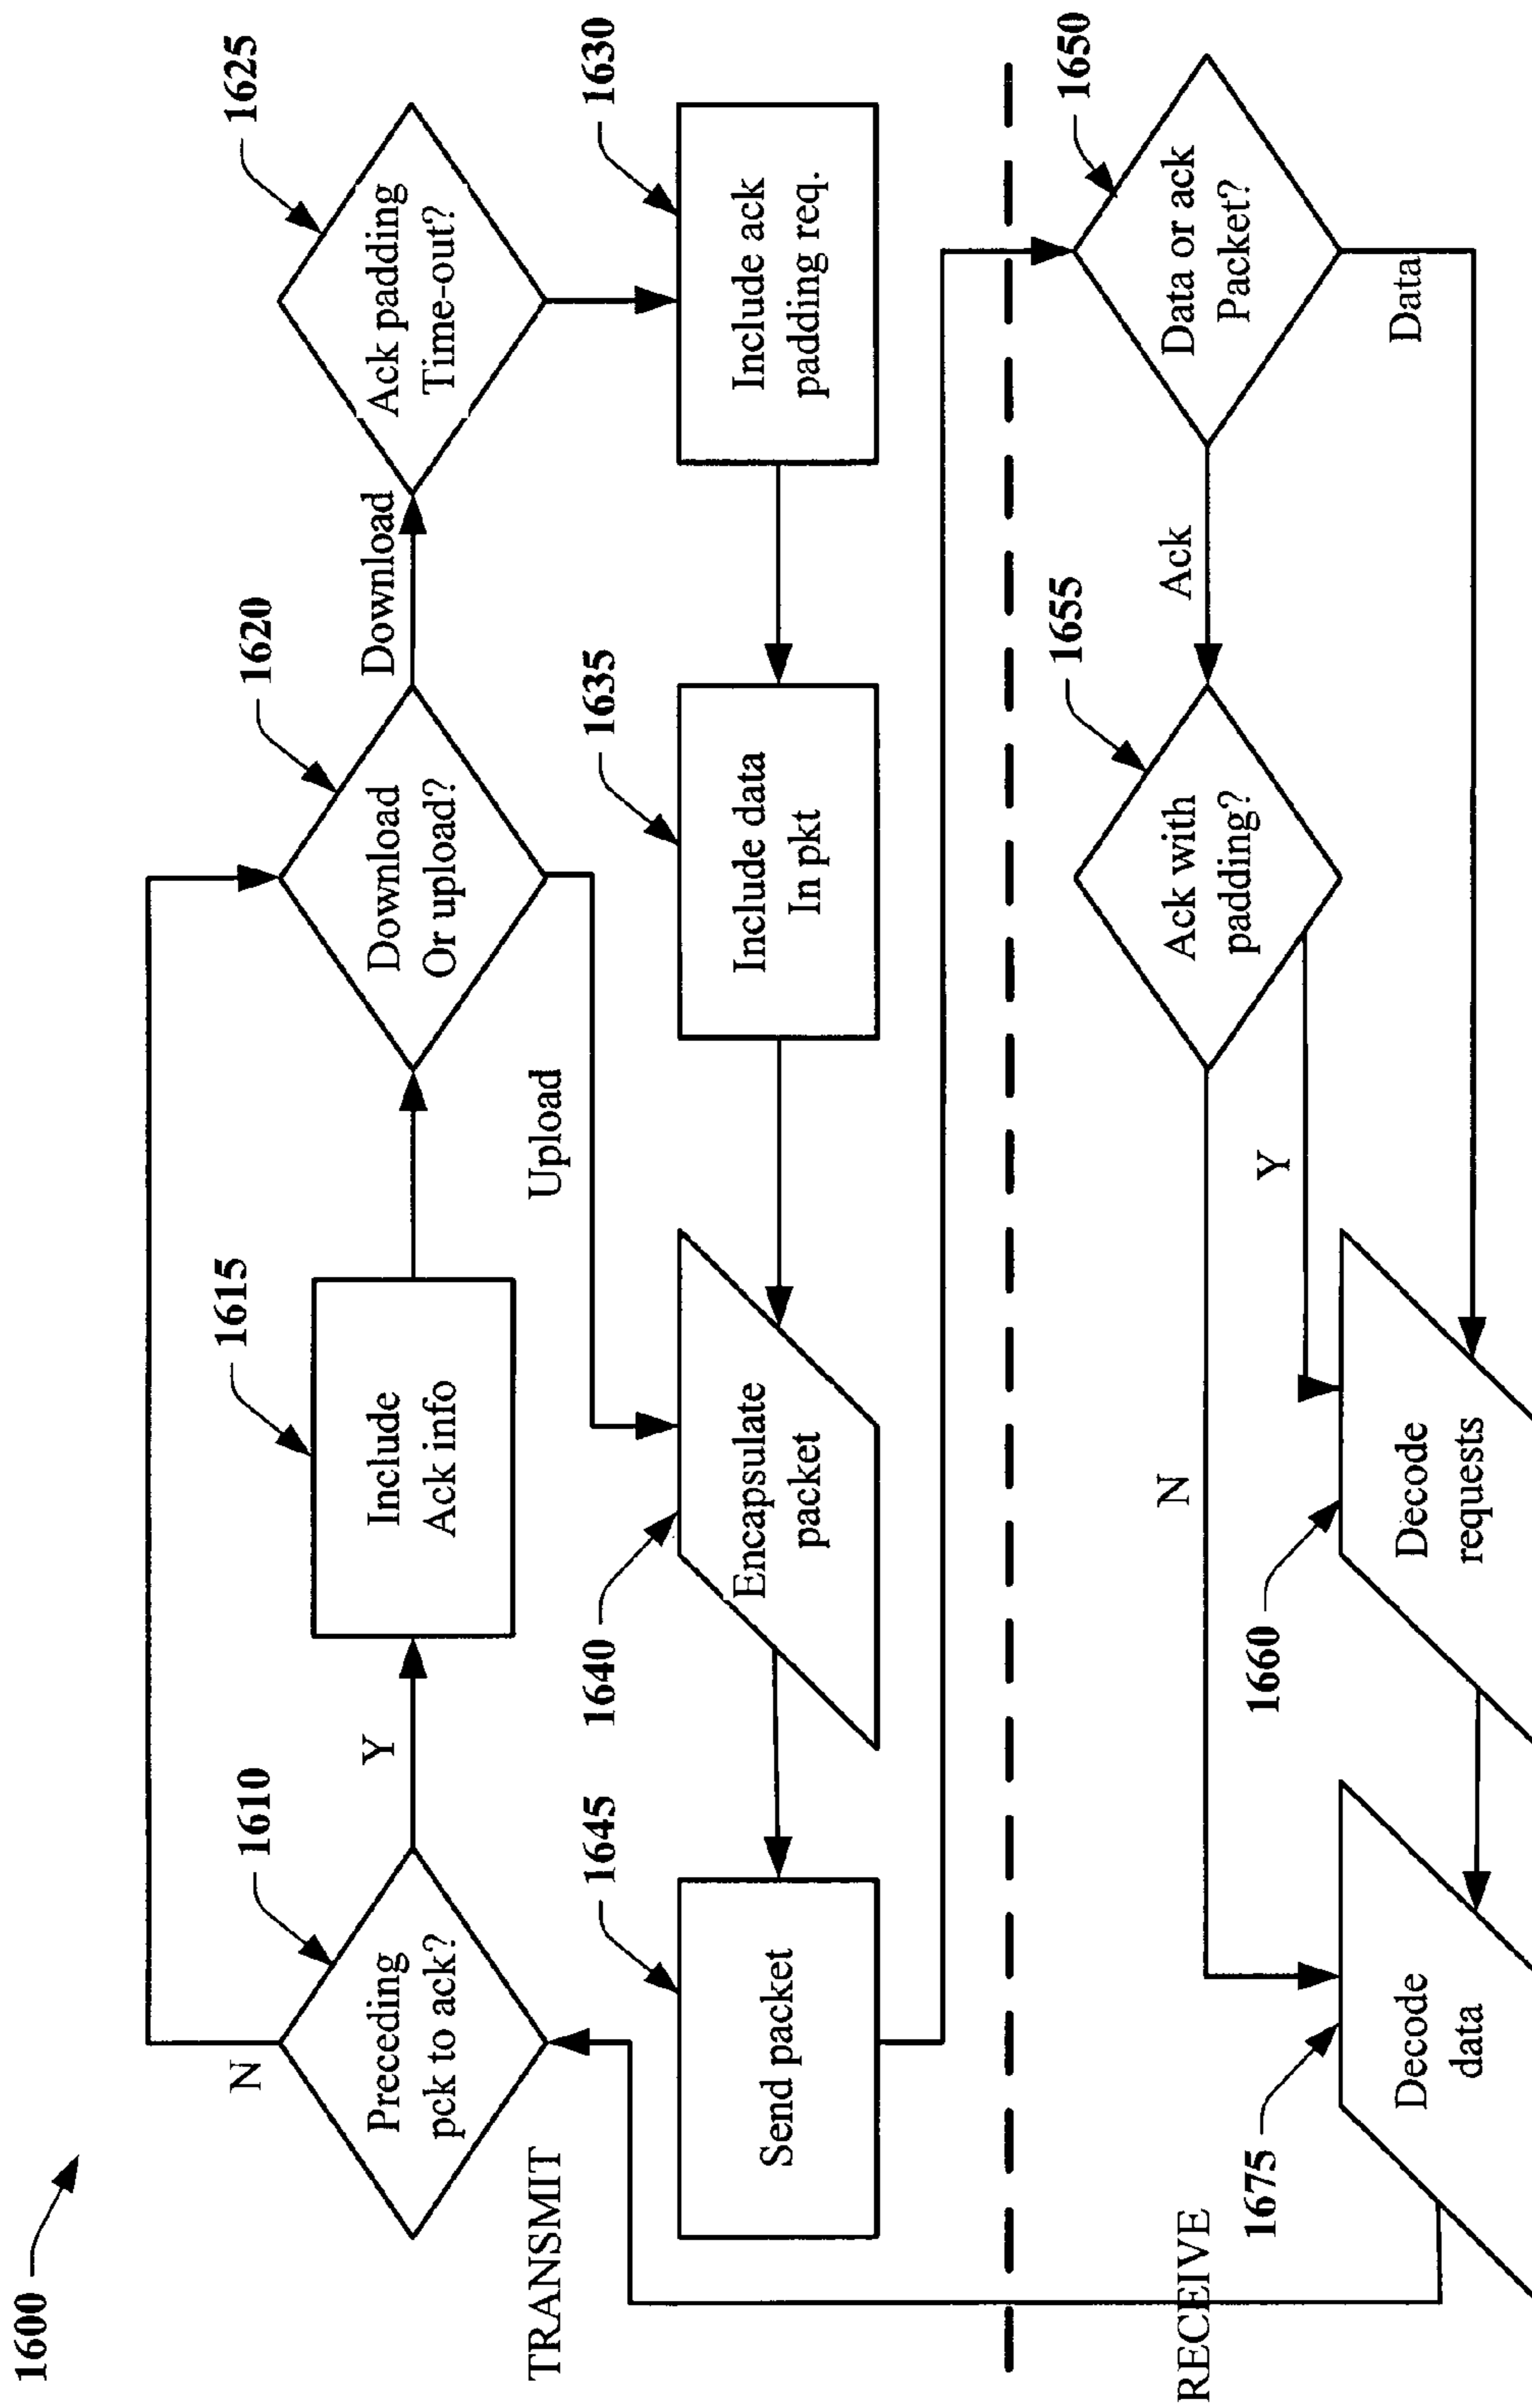 1600
N
1610
Preceding
pck to ack?
Y
1615
Include
Ack info
1620
Download
Or upload?
Download
1625
Ack padding
Time-out?
TRANSMIT
1645
Send packet
1640
Encapsulate
packet
Upload
1635
Include data
In pkt
1630
Include ack
padding req.
RECEIVE
1675
Decode
data
N
1660
Decode
requests
Y
1655
Ack with
padding?
Ack
1650
Data or ack
Packet?
Data